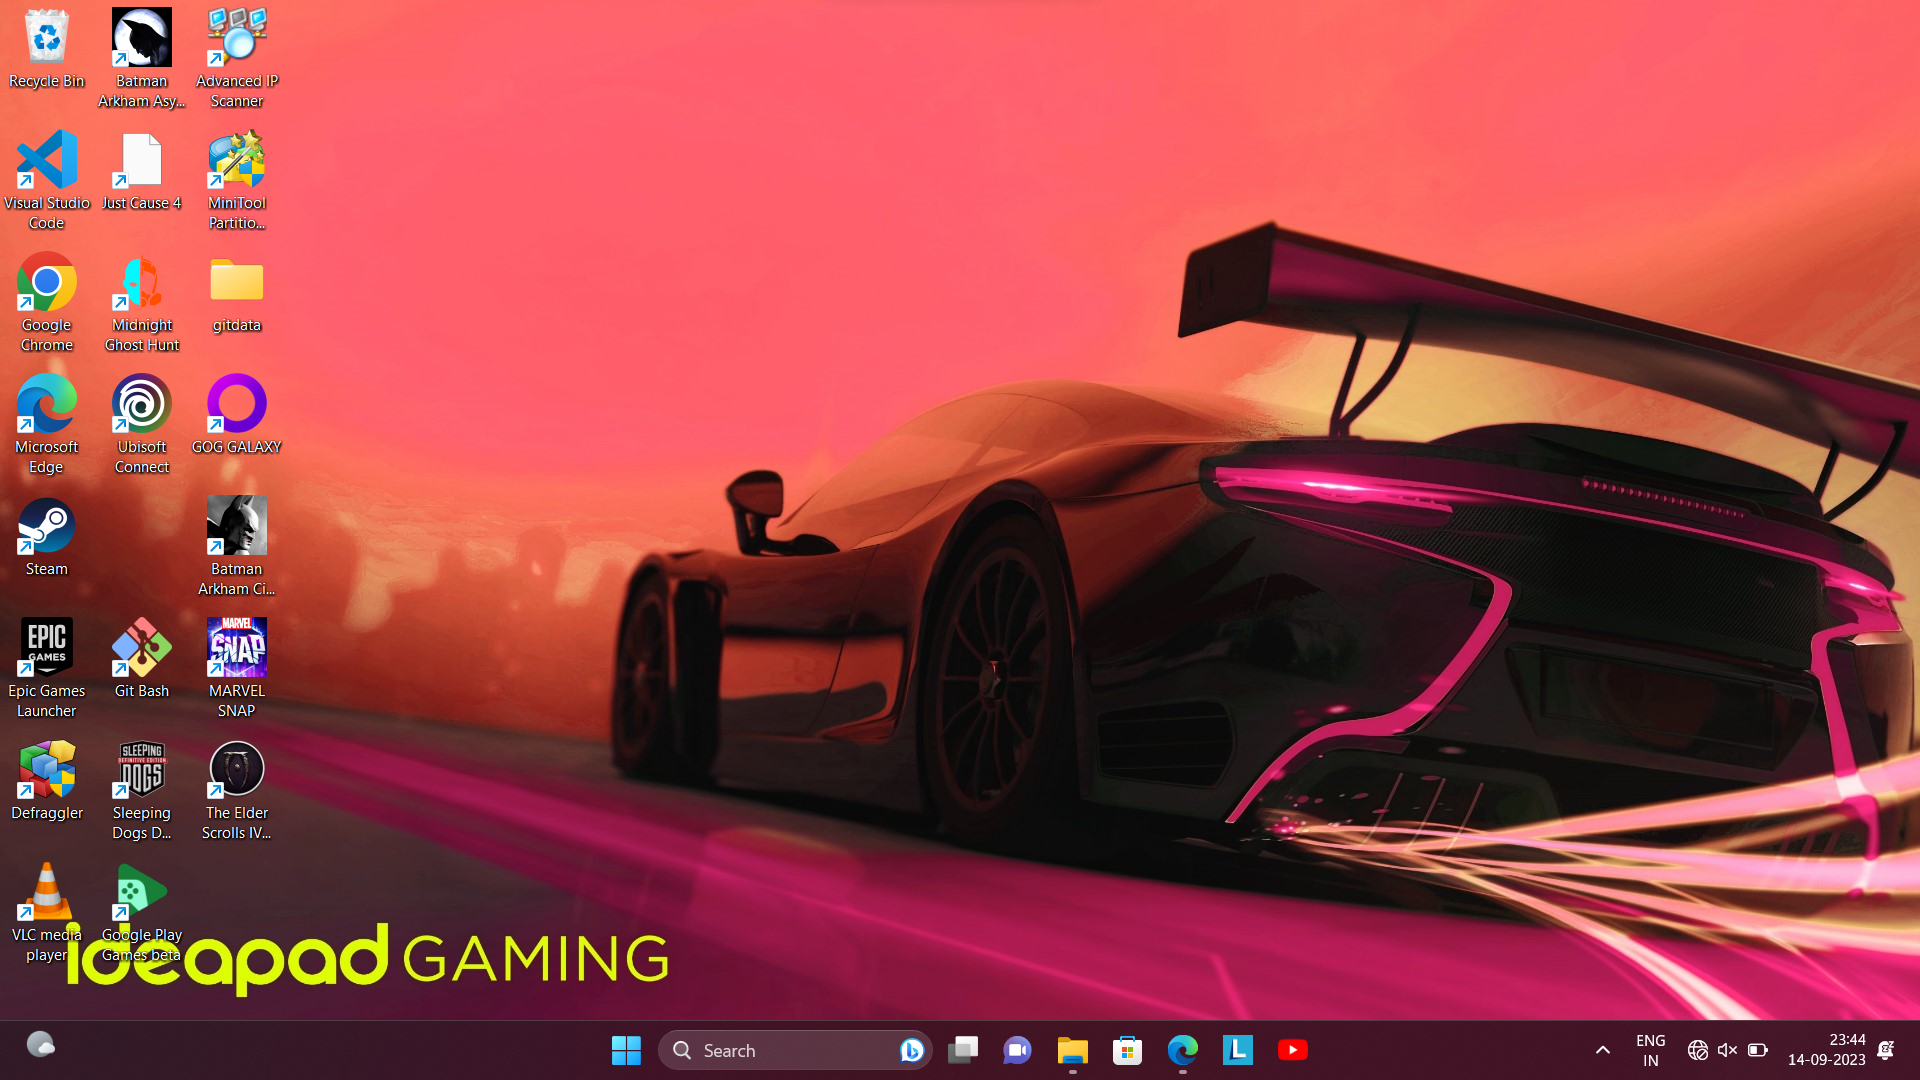 Recycle Bin
Batman
Arkham Asy...
Advanced IP
Scanner
Visual Studio
Code
Just Cause 4
MiniTool
Partitio...
Google
Chrome
Midnight
Ghost Hunt
gitdata
Microsoft
Edge
Ubisoft
Connect
GOG GALAXY
Steam
Batman
Arkham Ci...
EPIC
GAMES
Epic Games
Launcher
Git Bash
MARVEL
SNAP
MARVEL
SNAP
Defraggler
SLEEPING
DEFINITIVE EDITION
DOGS
Sleeping
Dogs D...
The Elder
Scrolls IV...
VLC media
player
Google Play
Games beta
ideapad GAMING
Search
L
ENG
IN
23:44
14-09-2023